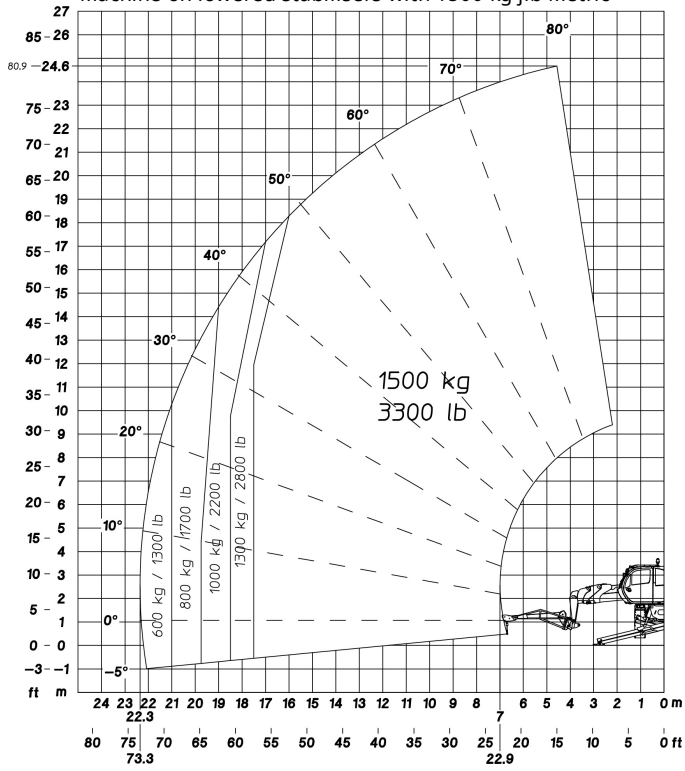 machine on lowered stabilisers with 1500 kg jib metric
27
85 – 26
80°
25
80.9 – 24.6
70°
75 – 23
70 – 22
60°
21
65 – 20
19
50°
60 – 18
55 – 17
16
40°
50 – 15
45 – 14
13
30°
40 – 12
11
1500 kg
35 – 10
3300 lb
30 – 9
20°
8
25 – 7
20 – 6
15 – 5
10°
4
10 – 3
2
5
0° 1
0 – 0
–3 – –1
–5°
ft m
600 kg / 1300 lb
800 kg / 1700 lb
1000 kg / 2200 lb
1300 kg / 2800 lb
24 23 22 21 20 19 18 17 16 15 14 13 12 11 10 9 8 7 6 5 4 3 2 1 0 m
22.3 7
80 75 70 65 60 55 50 45 40 35 30 25 20 15 10 5 0 ft
73.3 22.9